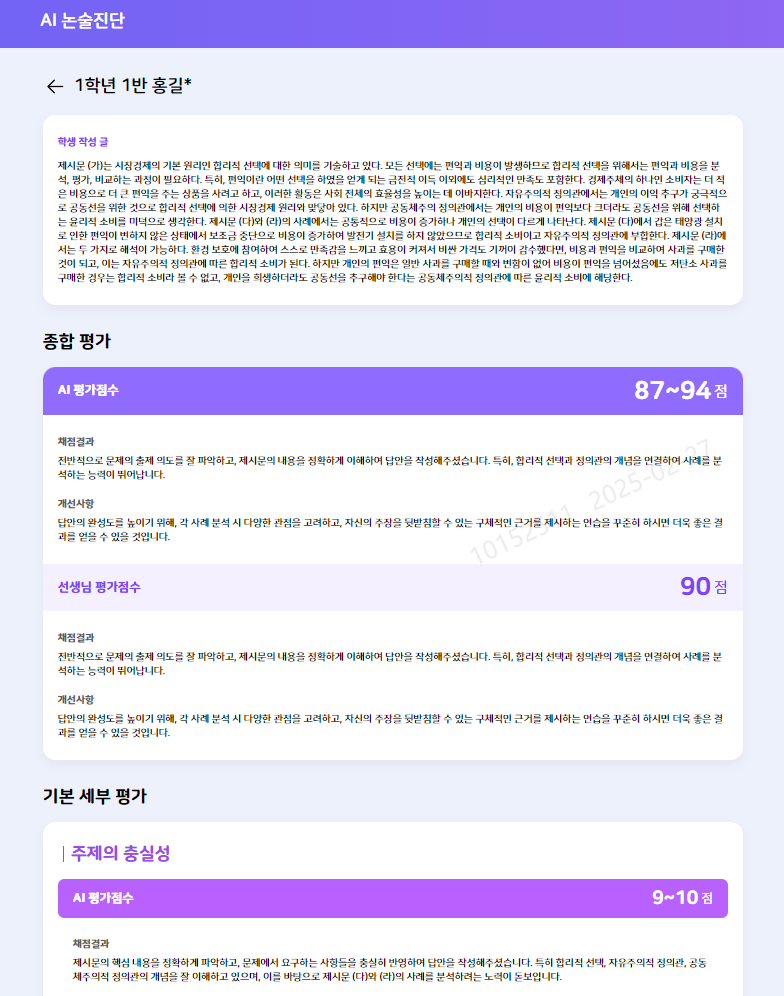 AI 논술진단
← 1학년 1반 홍길*
학생 작성 글
제시문 (가)는 시장경제의 기본 원리인 합리적 선택에 대한 의미를 기술하고 있다. 모든 선택에는 편익과 비용이 발생하므로 합리적 선택을 위해서는 편익과 비용을 분
석, 평가, 비교하는 과정이 필요하다. 특히, 편익이란 어떤 선택을 하였을 때 얻게 되는 금전적 이득 이외에도 심리적인 만족도 포함한다. 경제주체의 하나인 소비자는 더 적
은 비용으로 더 큰 편익을 주는 상품을 사려고 하고, 이러한 활동은 사회 전체의 효율성을 높이는 데 이바지한다. 자유주의적 정의관에서는 개인의 이익 추구가 궁극적으
로 공동선을 위한 것으로 합리적 선택에 의한 시장경제 원리와 맞닿아 있다. 하지만 공동체주의 정의관에서는 개인의 비용이 편익보다 크더라도 공동선을 위해 선택하
는 윤리적 소비를 미덕으로 생각한다. 제시문 (다)와 (라)의 사례에서는 공통적으로 비용이 증가하나 개인의 선택이 다르게 나타난다. 제시문 (다)에서 갑은 태양광 설치
로 인한 편익이 변하지 않은 상태에서 보조금 중단으로 비용이 증가하여 발전기 설치를 하지 않았으므로 합리적 소비이고 자유주의적 정의관에 부합한다. 제시문 (라)에
서는 두 가지로 해석이 가능하다. 환경 보호에 참여하여 스스로 만족감을 느끼고 효용이 커져서 비싼 가격도 기꺼이 감수했다면, 비용과 편익을 비교하여 사과를 구매한
것이 되고, 이는 자유주의적 정의관에 따른 합리적 소비가 된다. 하지만 개인의 편익은 일반 사과를 구매할 때와 변함이 없어 비용이 편익을 넘어섰음에도 저탄소 사과를
구매한 경우는 합리적 소비라 볼 수 없고, 개인을 희생하더라도 공동선을 추구해야 한다는 공동체주의적 정의관에 따른 윤리적 소비에 해당한다.
종합 평가
AI 평가점수 87~94 점
채점결과
전반적으로 문제의 출제 의도를 잘 파악하고, 제시문의 내용을 정확하게 이해하여 답안을 작성해주셨습니다. 특히, 합리적 선택과 정의관의 개념을 연결하여 사례를 분
석하는 능력이 뛰어납니다.
개선사항
답안의 완성도를 높이기 위해, 각 사례 분석 시 다양한 관점을 고려하고, 자신의 주장을 뒷받침할 수 있는 구체적인 근거를 제시하는 연습을 꾸준히 하시면 더욱 좋은 결
과를 얻을 수 있을 것입니다.
선생님 평가점수 90 점
채점결과
전반적으로 문제의 출제 의도를 잘 파악하고, 제시문의 내용을 정확하게 이해하여 답안을 작성해주셨습니다. 특히, 합리적 선택과 정의관의 개념을 연결하여 사례를 분
석하는 능력이 뛰어납니다.
개선사항
답안의 완성도를 높이기 위해, 각 사례 분석 시 다양한 관점을 고려하고, 자신의 주장을 뒷받침할 수 있는 구체적인 근거를 제시하는 연습을 꾸준히 하시면 더욱 좋은 결
과를 얻을 수 있을 것입니다.
기본 세부 평가
주제의 충실성
AI 평가점수 9~10 점
채점결과
제시문의 핵심 내용을 정확하게 파악하고, 문제에서 요구하는 사항들을 충실히 반영하여 답안을 작성해주셨습니다. 특히 합리적 선택, 자유주의적 정의관, 공동
체주의적 정의관의 개념을 잘 이해하고 있으며, 이를 바탕으로 제시문 (다)와 (라)의 사례를 분석하려는 노력이 돋보입니다.